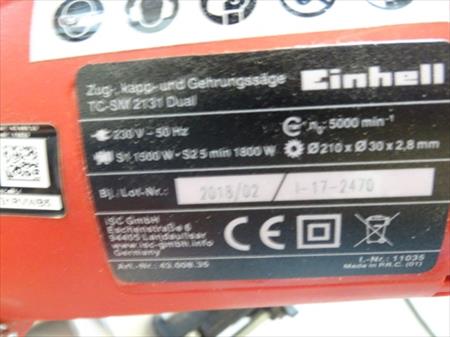 Zug-, kapp- und Gehrungssäge
TC-SM 2131 Dual
Einhell
230 V ~ 50 Hz
n₀: 5000 min⁻¹
S1 1500 W · S2 5 min 1800 W
Ø 210 x Ø 30 x 2,8 mm
Bj./Lot-Nr.: 2018/02 / I-17-2470
iSC GmbH
Eschenstraße 6
94405 Landau/Isar
www.isc-gmbh.info
Germany
CE
Art.-Nr.: 43.008.35
I.-Nr.: 11035
Made in P.R.C. (01)